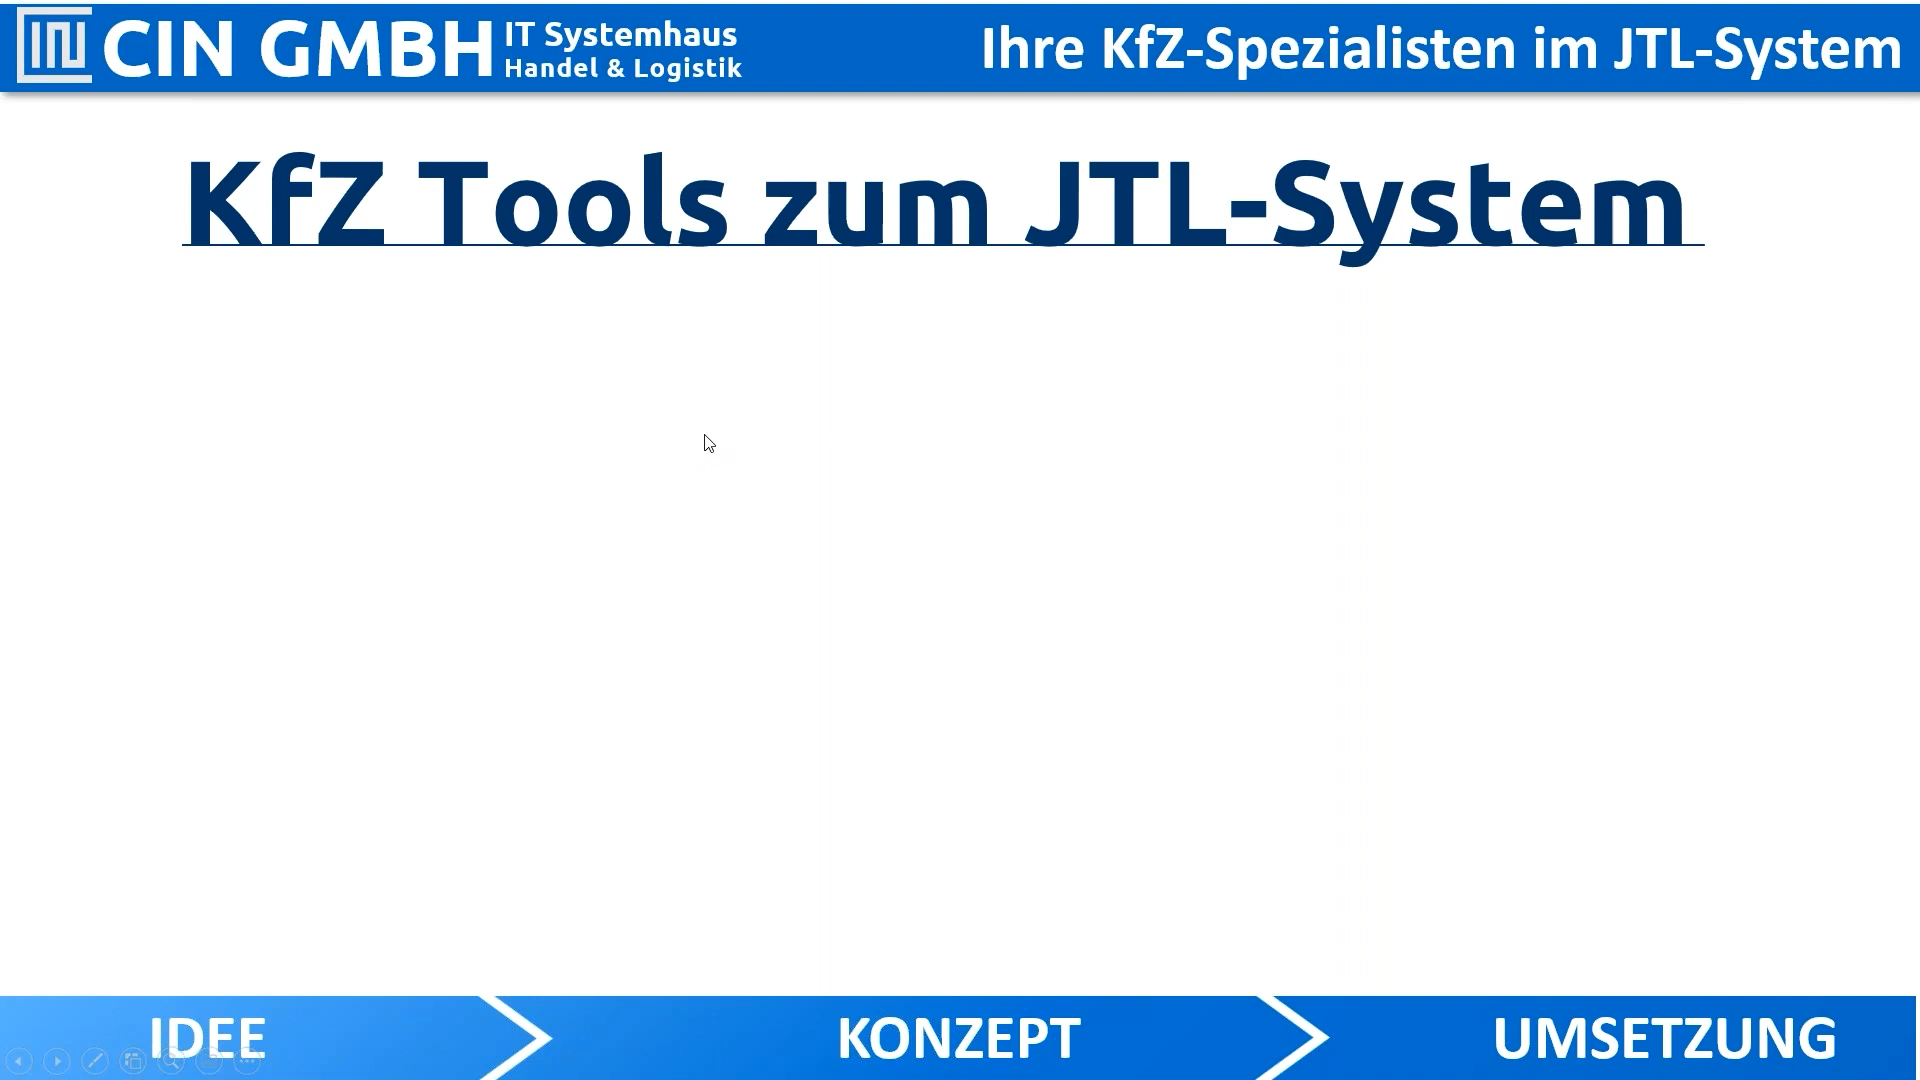 CIN GMBH
IT Systemhaus
Handel & Logistik
Ihre KfZ-Spezialisten im JTL-System
KfZ Tools zum JTL-System
IDEE
KONZEPT
UMSETZUNG